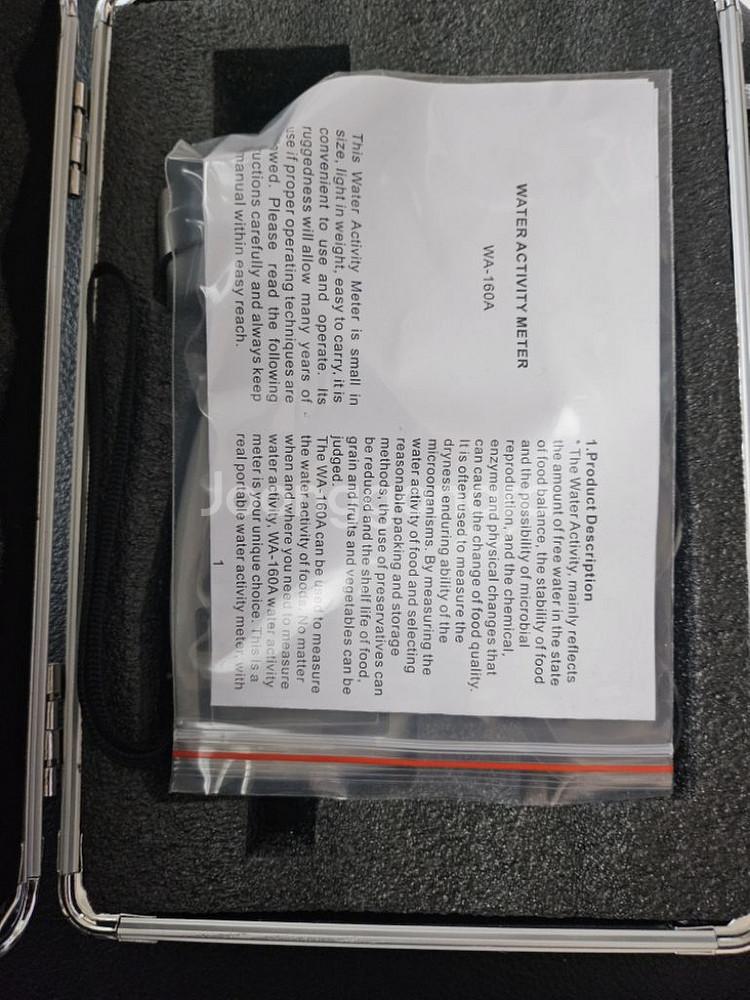 WATER ACTIVITY METER
WA-160A
This Water Activity Meter is small in
size, light in weight, easy to carry, it is
convenient to use and operate. Its
ruggedness will allow many years of
use if proper operating techniques are
owed. Please read the following
uctions carefully and always keep
manual within easy reach.
1.Product Description
* The Water Activity, mainly reflects
the amount of free water in the state
of food balance, the stability of food
and the possibility of microbial
reproduction, and the chemical,
enzyme and physical changes that
can cause the change of food quality.
It is often used to measure the
dryness enduring ability of the
microorganisms. By measuring the
water activity of food and selecting
reasonable packing and storage
methods, the use of preservatives can
be reduced and the shelf life of food,
grain and fruits and vegetables can be
judged.
The WA-160A can be used to measure
the water activity of foods. No matter
when and where you need to measure
water activity, WA-160A water activity
meter is your unique choice. This is a
real portable water activity meter with
1